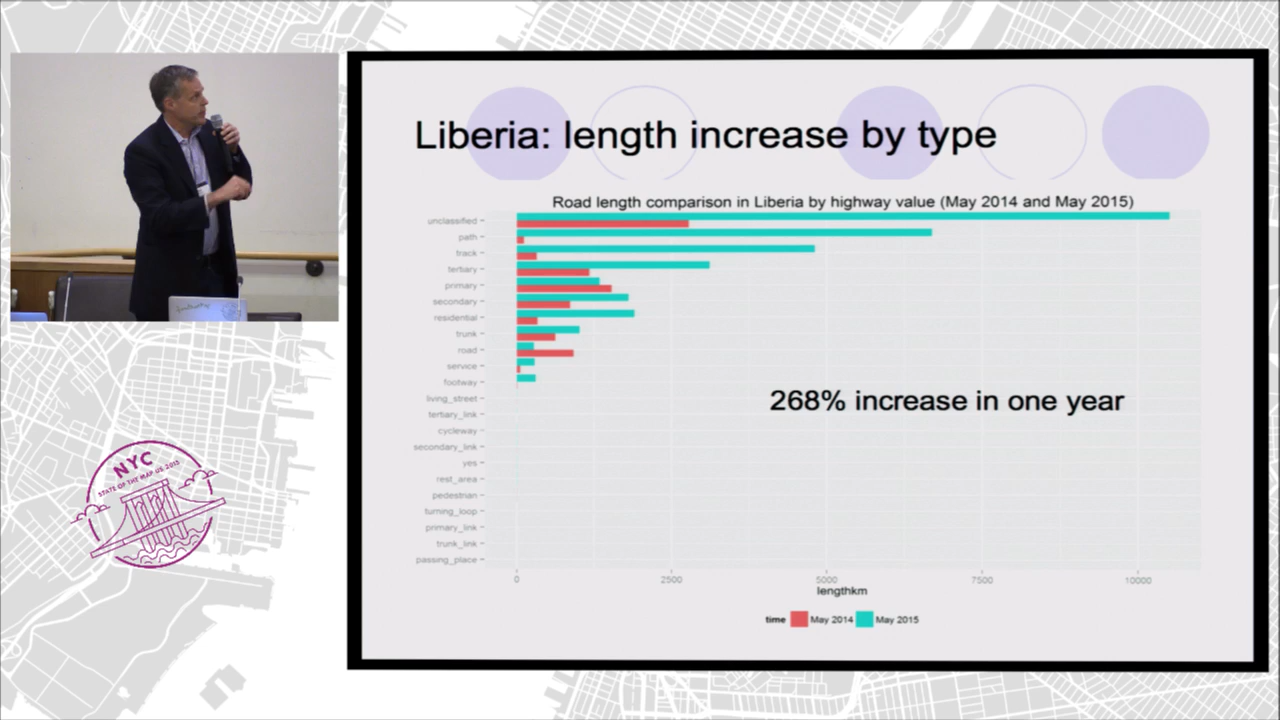 Liberia: length increase by type
Road length comparison in Liberia by highway value (May 2014 and May 2015)
unclassified
path
track
tertiary
primary
secondary
residential
trunk
road
service
footway
living_street
tertiary_link
cycleway
secondary_link
yes
rest_area
pedestrian
turning_loop
primary_link
trunk_link
passing_place
268% increase in one year
0 2500 5000 7500 10000
lengthkm
time May 2014 May 2015
NYC
STATE OF THE MAP US 2015